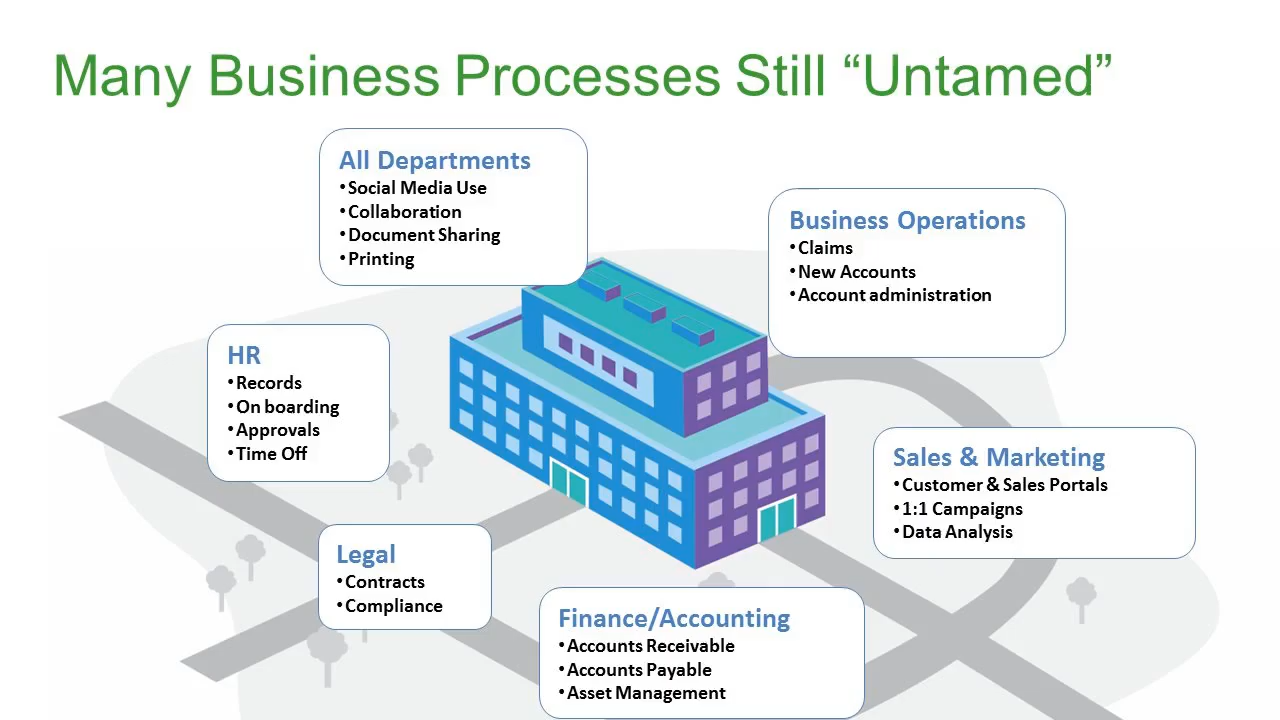 Many Business Processes Still “Untamed”
All Departments
•Social Media Use
•Collaboration
•Document Sharing
•Printing
Business Operations
•Claims
•New Accounts
•Account administration
HR
•Records
•On boarding
•Approvals
•Time Off
Sales & Marketing
•Customer & Sales Portals
•1:1 Campaigns
•Data Analysis
Legal
•Contracts
•Compliance
Finance/Accounting
•Accounts Receivable
•Accounts Payable
•Asset Management